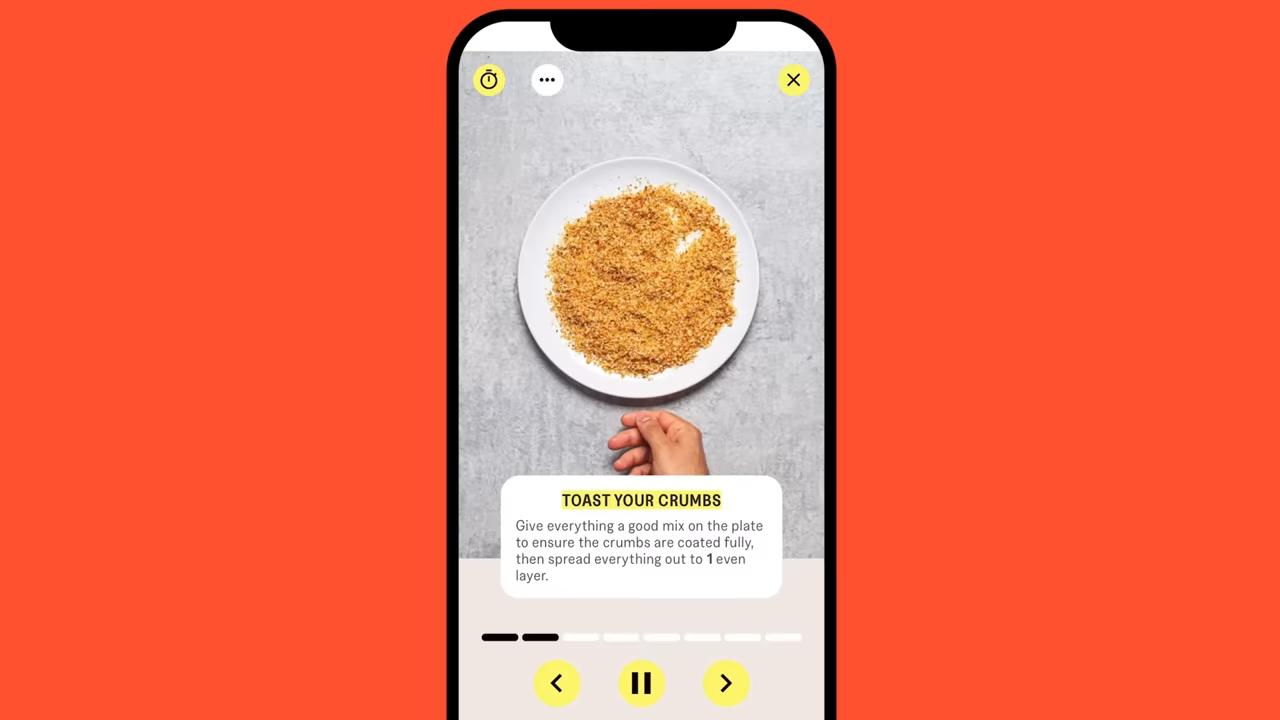 TOAST YOUR CRUMBS
Give everything a good mix on the plate
to ensure the crumbs are coated fully,
then spread everything out to 1 even
layer.